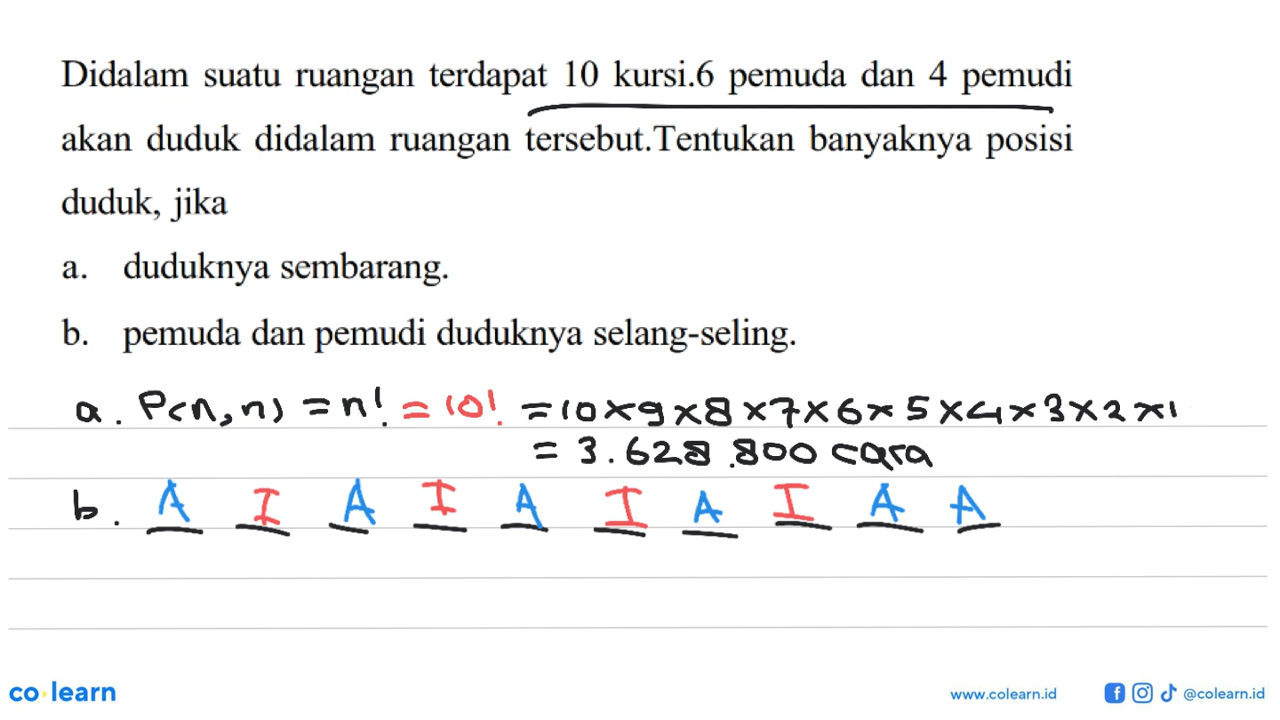 Didalam suatu ruangan terdapat 10 kursi.6 pemuda dan 4 pemudi
akan duduk didalam ruangan tersebut.Tentukan banyaknya posisi
duduk, jika
a. duduknya sembarang.
b. pemuda dan pemudi duduknya selang-seling.
a. P(n,n) = n! = 10! = 10 x 9 x 8 x 7 x 6 x 5 x 4 x 3 x 2 x 1
= 3.628.800 cara
b. A I A I A I A I A A
co learn
www.colearn.id @colearn.id